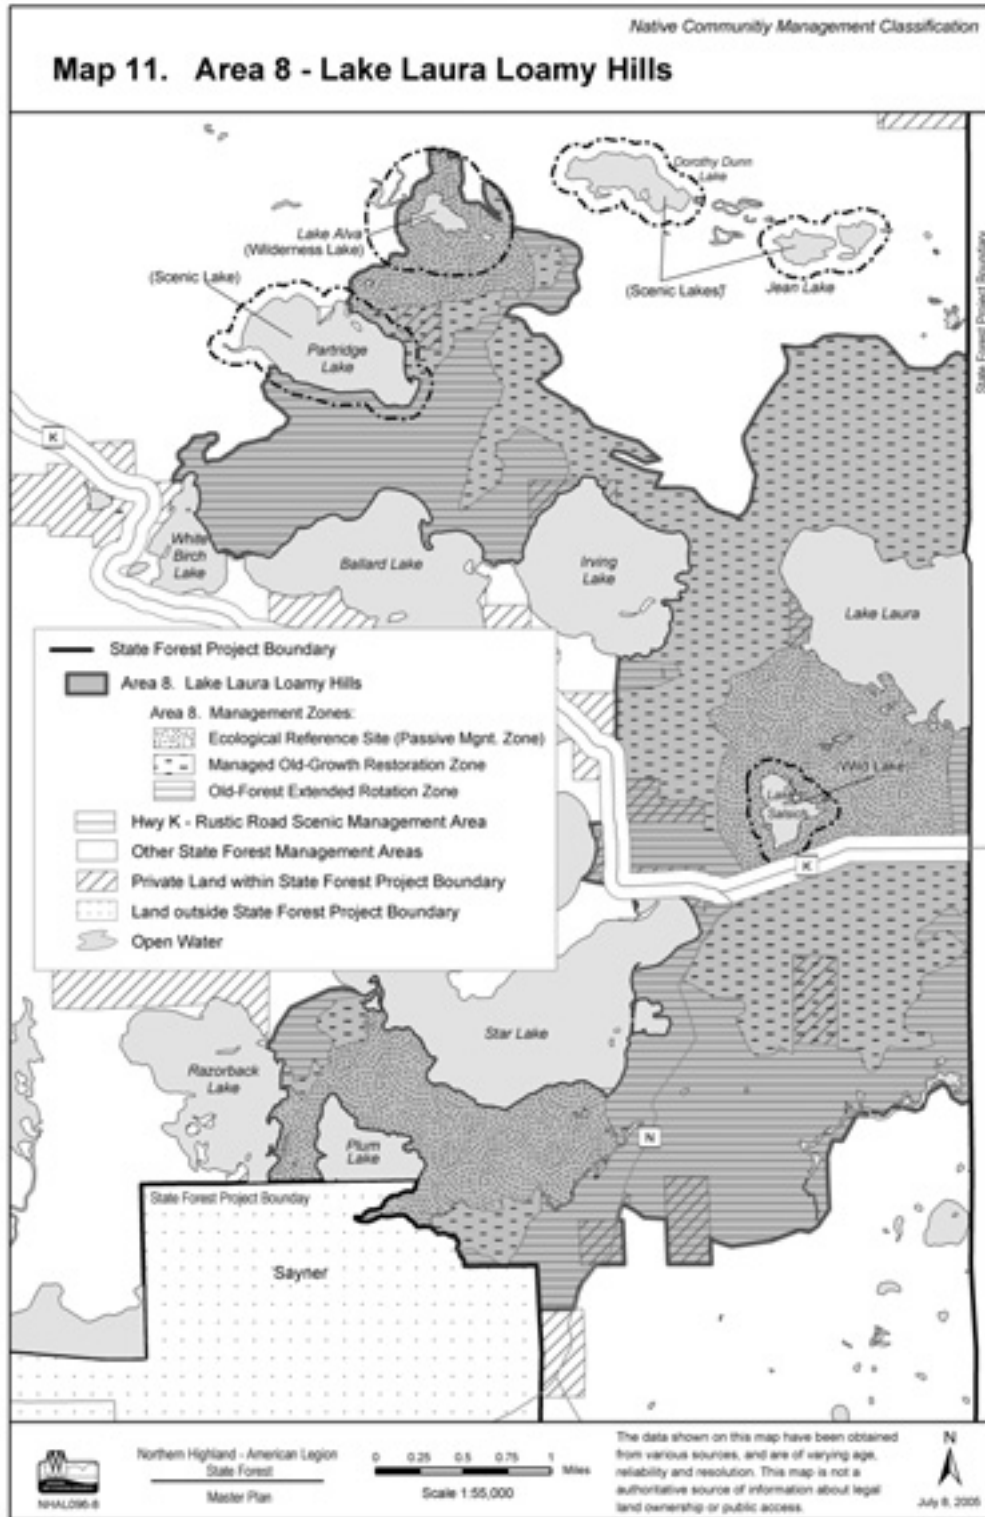 Native Communitiy Management Classification
Map 11. Area 8 - Lake Laura Loamy Hills
Dorothy Dunn
Lake
Lake Alva
(Wilderness Lake)
(Scenic Lake)
(Scenic Lakes)
Jean Lake
State Forest Project Boundary
Partridge
Lake
K
White
Birch
Lake
Ballard Lake
Irving
Lake
Lake Laura
State Forest Project Boundary
Area 8. Lake Laura Loamy Hills
Area 8. Management Zones:
Ecological Reference Site (Passive Mgnt. Zone)
Managed Old-Growth Restoration Zone
Old-Forest Extended Rotation Zone
Hwy K - Rustic Road Scenic Management Area
Other State Forest Management Areas
Private Land within State Forest Project Boundary
Land outside State Forest Project Boundary
Open Water
(Wild Lake)
Lake
Salsich
K
Star Lake
Razorback
Lake
Plum
Lake
N
State Forest Project Bounday
Sayner
NHAL096-8
Northern Highland - American Legion
State Forest
Master Plan
0 0.25 0.5 0.75 1 Miles
Scale 1:55,000
The data shown on this map have been obtained
from various sources, and are of varying age,
reliability and resolution. This map is not a
authoritative source of information about legal
land ownership or public access.
N
July 8, 2005